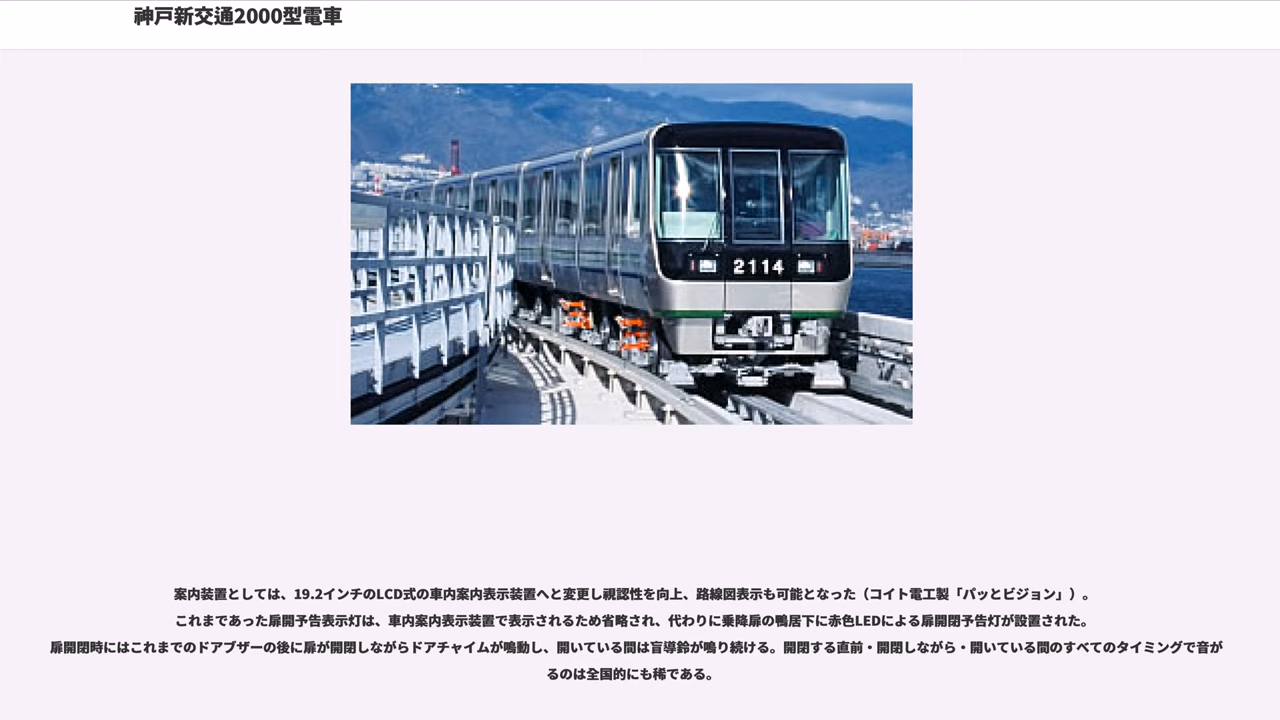 神戸新交通2000型電車
2114
案内装置としては、19.2インチのLCD式の車内案内表示装置へと変更し視認性を向上、路線図表示も可能となった（コイト電工製「パッとビジョン」）。
これまであった扉開予告表示灯は、車内案内表示装置で表示されるため省略され、代わりに乗降扉の鴨居下に赤色LEDによる扉開閉予告灯が設置された。
扉開閉時にはこれまでのドアブザーの後に扉が開閉しながらドアチャイムが鳴動し、開いている間は盲導鈴が鳴り続ける。開閉する直前・開閉しながら・開いている間のすべてのタイミングで音が
るのは全国的にも稀である。